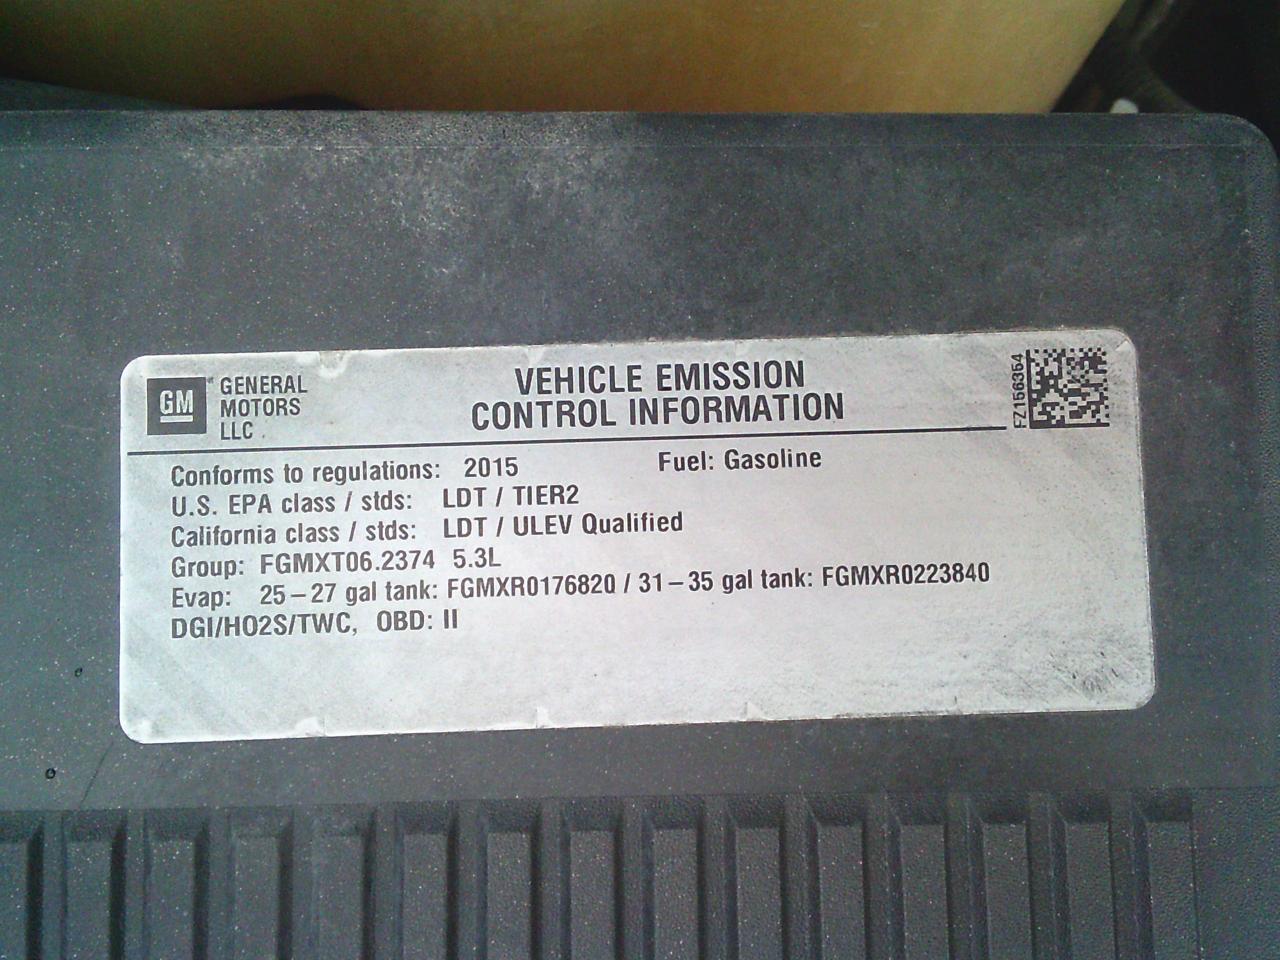 GM GENERAL MOTORS LLC
VEHICLE EMISSION
CONTROL INFORMATION
FZ156354
Conforms to regulations: 2015 Fuel: Gasoline
U.S. EPA class / stds: LDT / TIER2
California class / stds: LDT / ULEV Qualified
Group: FGMXT06.2374 5.3L
Evap: 25-27 gal tank: FGMXR0176820 / 31-35 gal tank: FGMXR0223840
DGI/HO2S/TWC, OBD: II